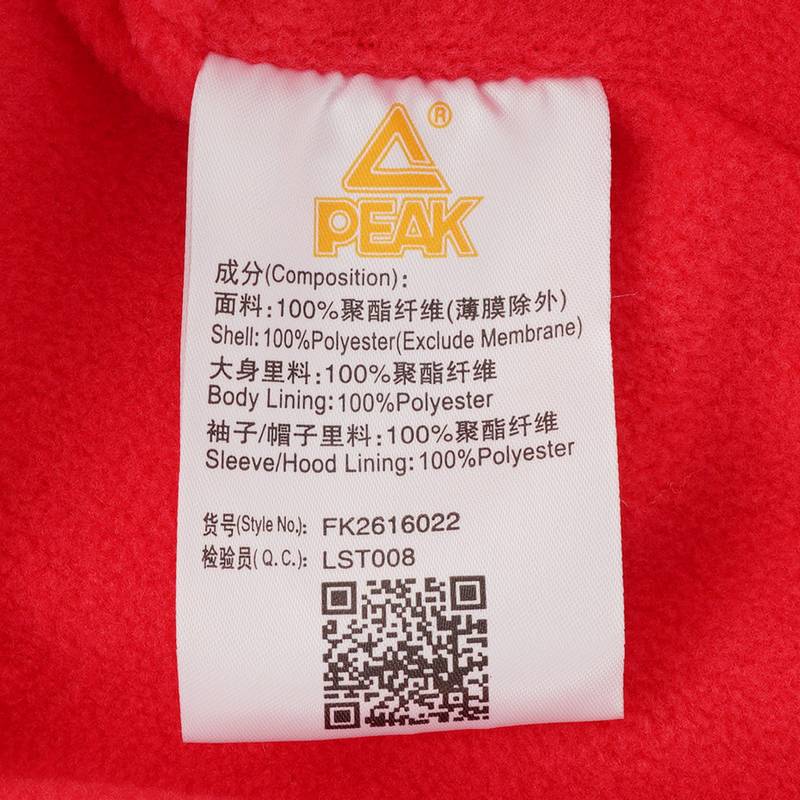 ®
PEAK
成分(Composition):
面料:100%聚酯纤维(薄膜除外)
Shell:100%Polyester(Exclude Membrane)
大身里料:100%聚酯纤维
Body Lining:100%Polyester
袖子/帽子里料:100%聚酯纤维
Sleeve/Hood Lining:100%Polyester
货号(Style No.): FK2616022
检验员(Q.C.): LST008